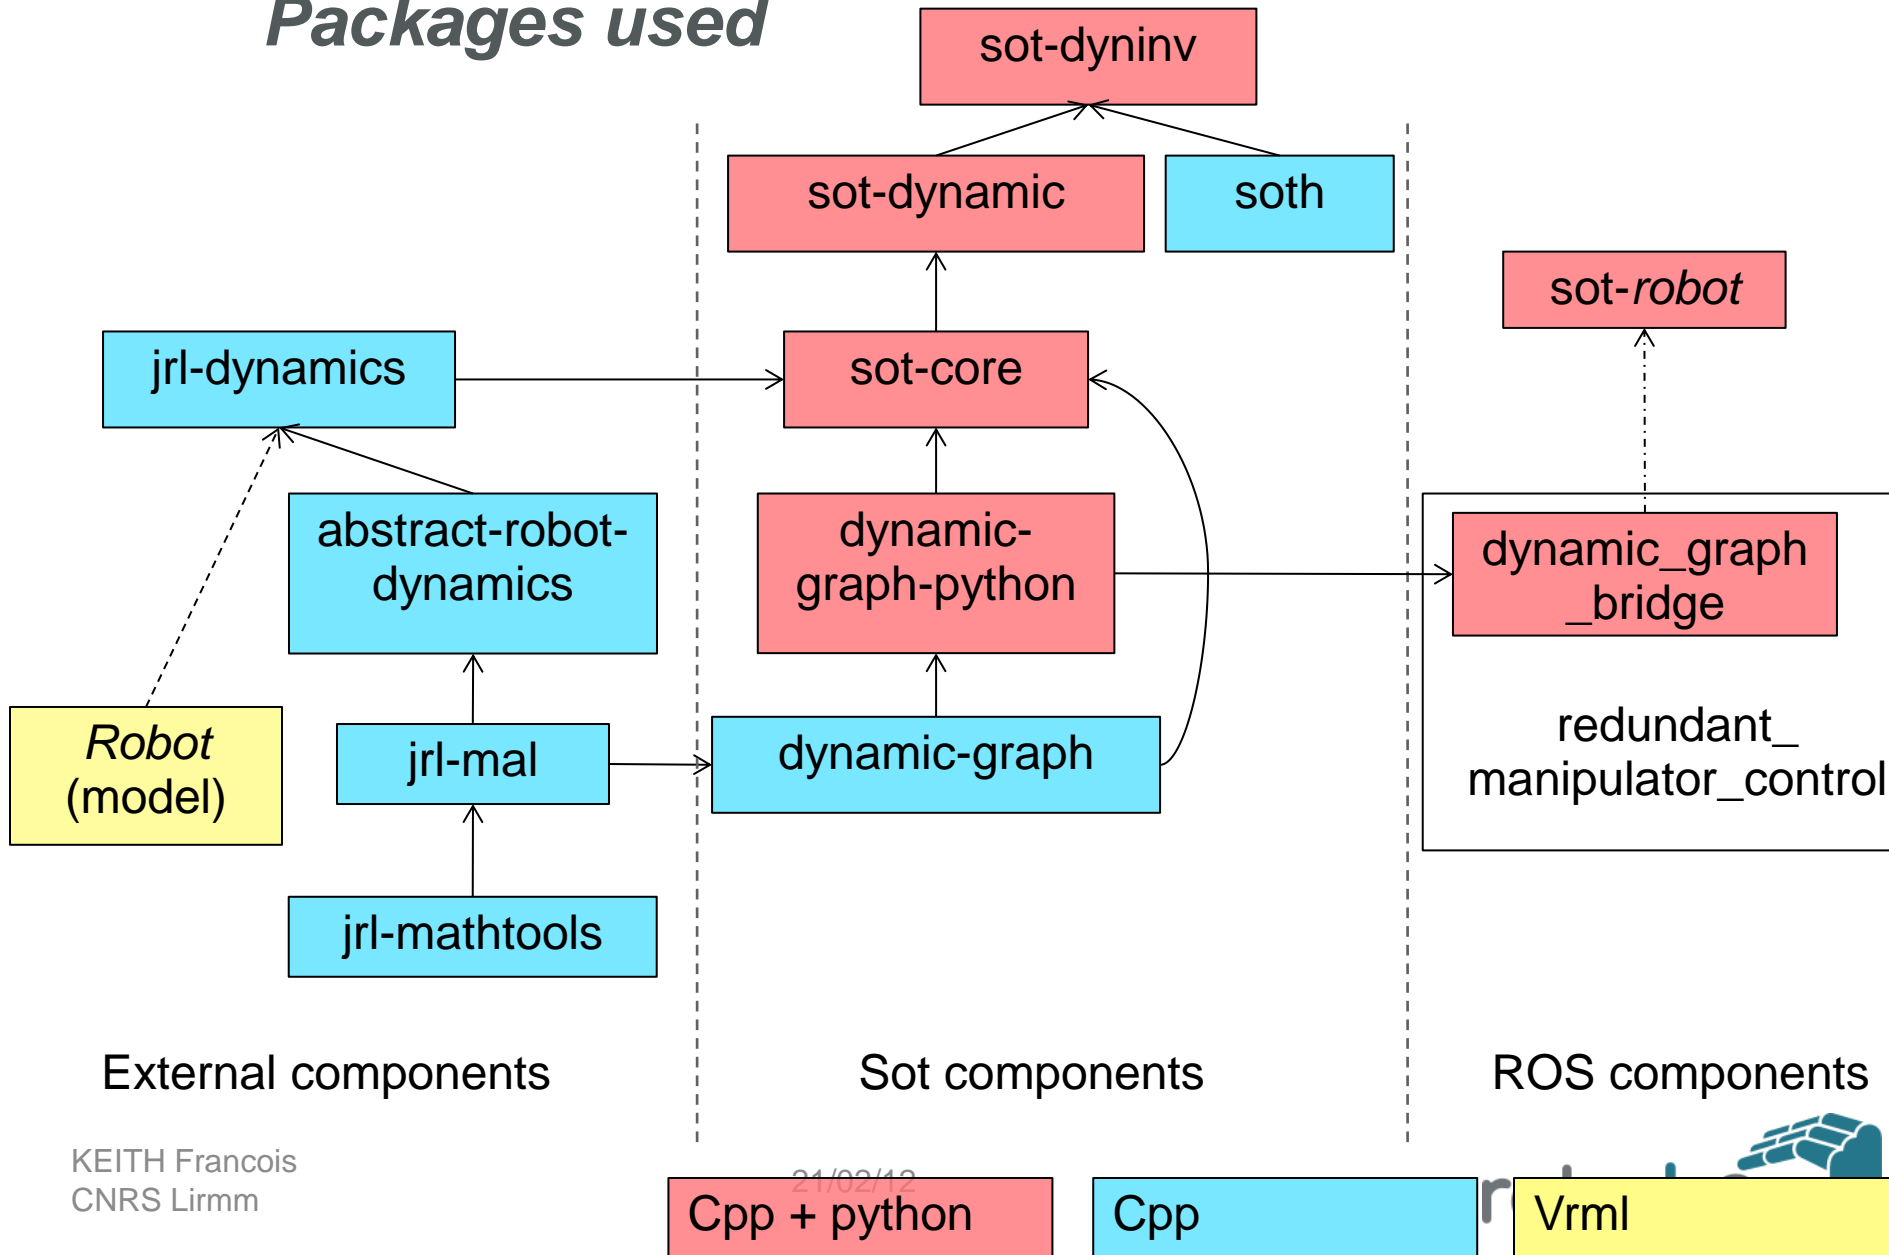 Packages used
sot-dyninv
sot-dynamic
soth
sot-robot
jrl-dynamics
sot-core
abstract-robot-
dynamics
dynamic-
graph-python
dynamic_graph
_bridge
Robot
(model)
jrl-mal
dynamic-graph
redundant_
manipulator_control
jrl-mathtools
External components
Sot components
ROS components
KEITH Francois
CNRS Lirmm
21/02/12
Cpp + python
Cpp
Vrml